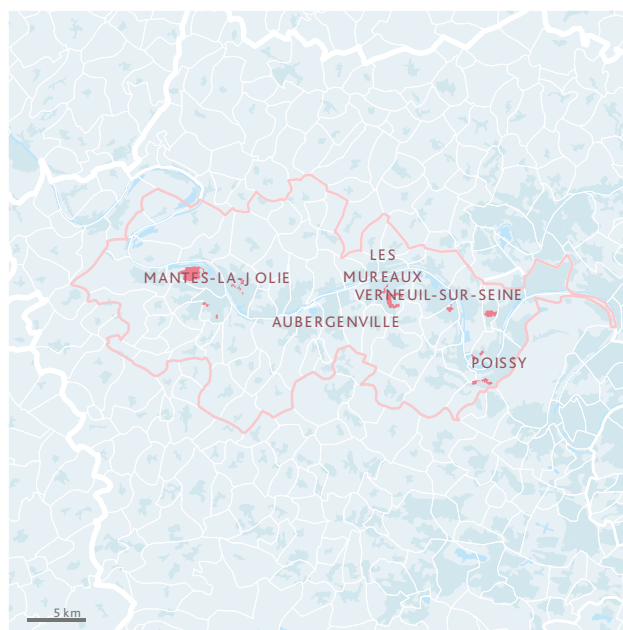 LES
MUREAUX
MANTES-LA-JOLIE
VERNEUIL-SUR-SEINE
AUBERGENVILLE
POISSY
5 km